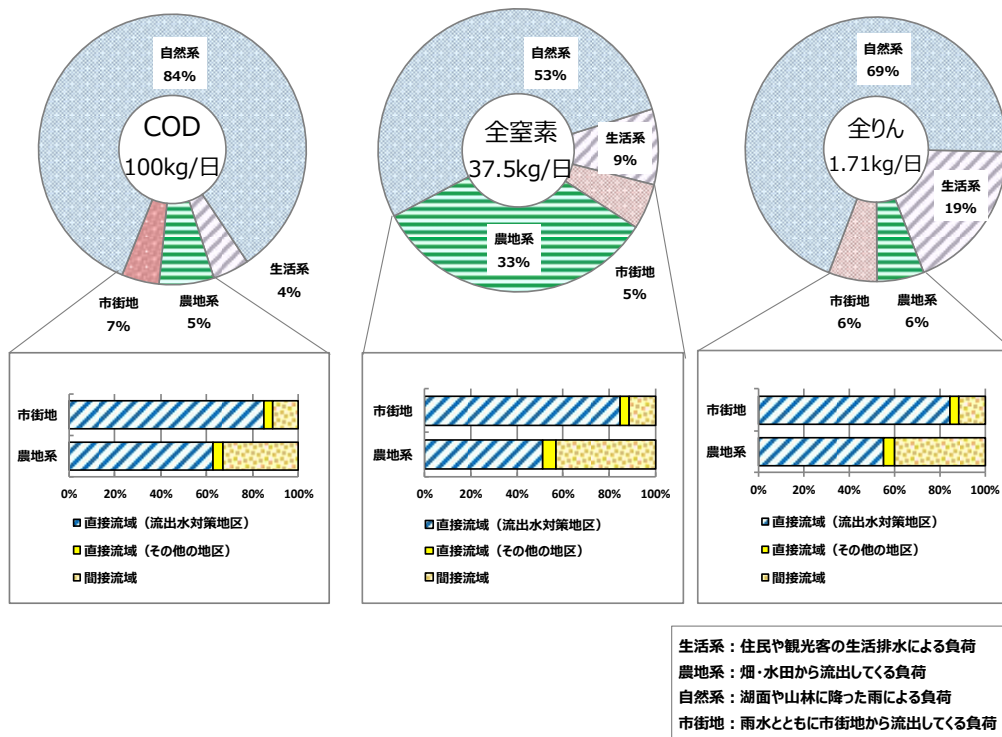 自然系
84%
COD
100kg/日
生活系
4%
農地系
5%
市街地
7%
市街地
農地系
0%
20%
40%
60%
80%
100%
直接流域（流出水対策地区）
直接流域（その他の地区）
間接流域
自然系
53%
全窒素
37.5kg/日
生活系
9%
農地系
33%
市街地
5%
市街地
農地系
0%
20%
40%
60%
80%
100%
直接流域（流出水対策地区）
直接流域（その他の地区）
間接流域
自然系
69%
全りん
1.71kg/日
生活系
19%
市街地
6%
農地系
6%
市街地
農地系
0%
20%
40%
60%
80%
100%
直接流域（流出水対策地区）
直接流域（その他の地区）
間接流域
生活系：住民や観光客の生活排水による負荷
農地系：畑・水田から流出してくる負荷
自然系：湖面や山林に降った雨による負荷
市街地：雨水とともに市街地から流出してくる負荷